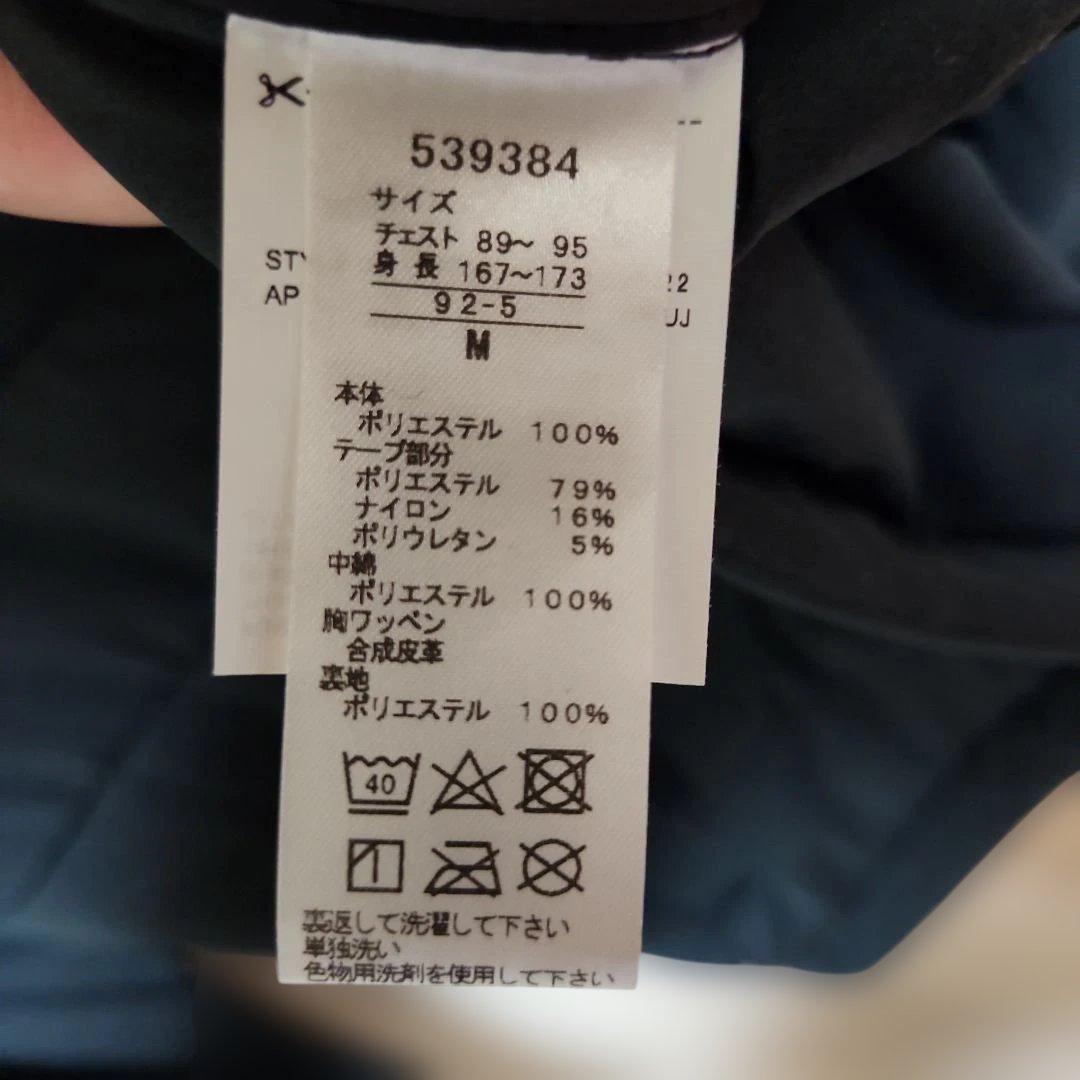 539384
サイズ
チェスト 89～ 95
身 長 167～173
92-5
M
本体
ポリエステル 100%
テープ部分
ポリエステル 79%
ナイロン 16%
ポリウレタン 5%
中綿
ポリエステル 100%
胸ワッペン
合成皮革
裏地
ポリエステル 100%
40
裏返して洗濯して下さい
単独洗い
色物用洗剤を使用して下さい
AP